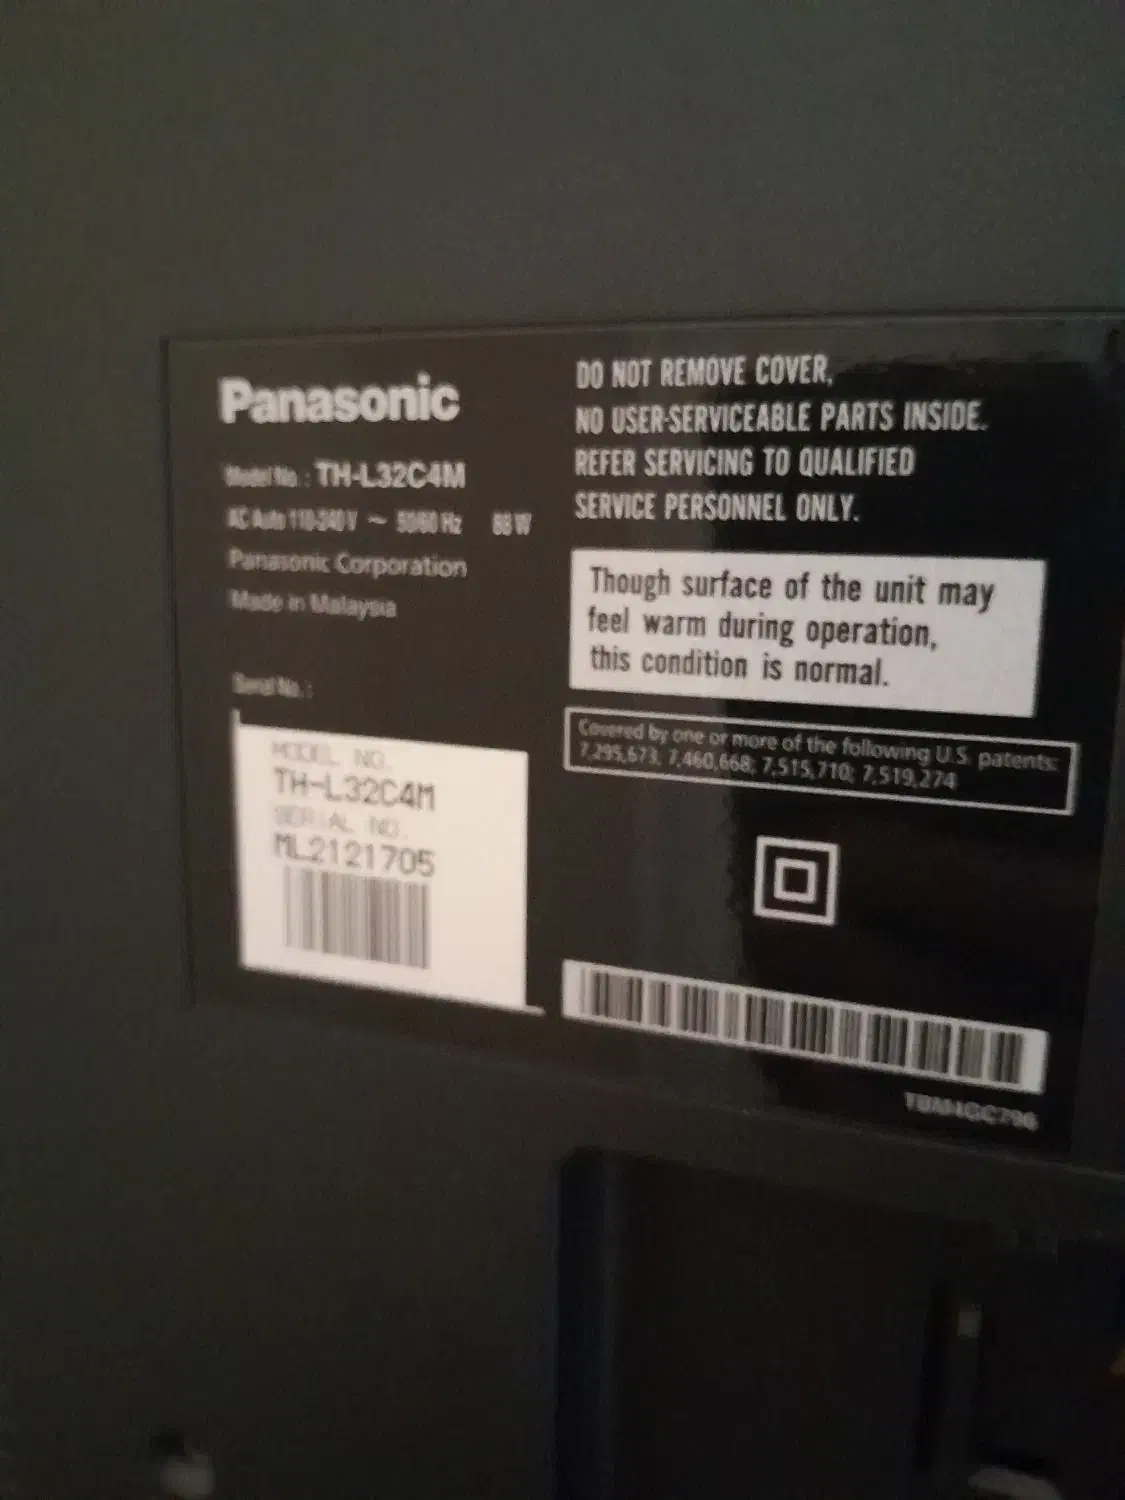 Panasonic
Model No. : TH-L32C4M
AC Auto 110-240 V ~ 50/60 Hz
Panasonic Corporation
Made in Malaysia
Serial No. :
MODEL NO.
TH-L32C4M
SERIAL NO.
ML2121705
DO NOT REMOVE COVER,
NO USER-SERVICEABLE PARTS INSIDE.
REFER SERVICING TO QUALIFIED
SERVICE PERSONNEL ONLY.
Though surface of the unit may
feel warm during operation,
this condition is normal.
Covered by one or more of the following U.S. patents:
7,295,673; 7,460,668; 7,515,710; 7,519,274